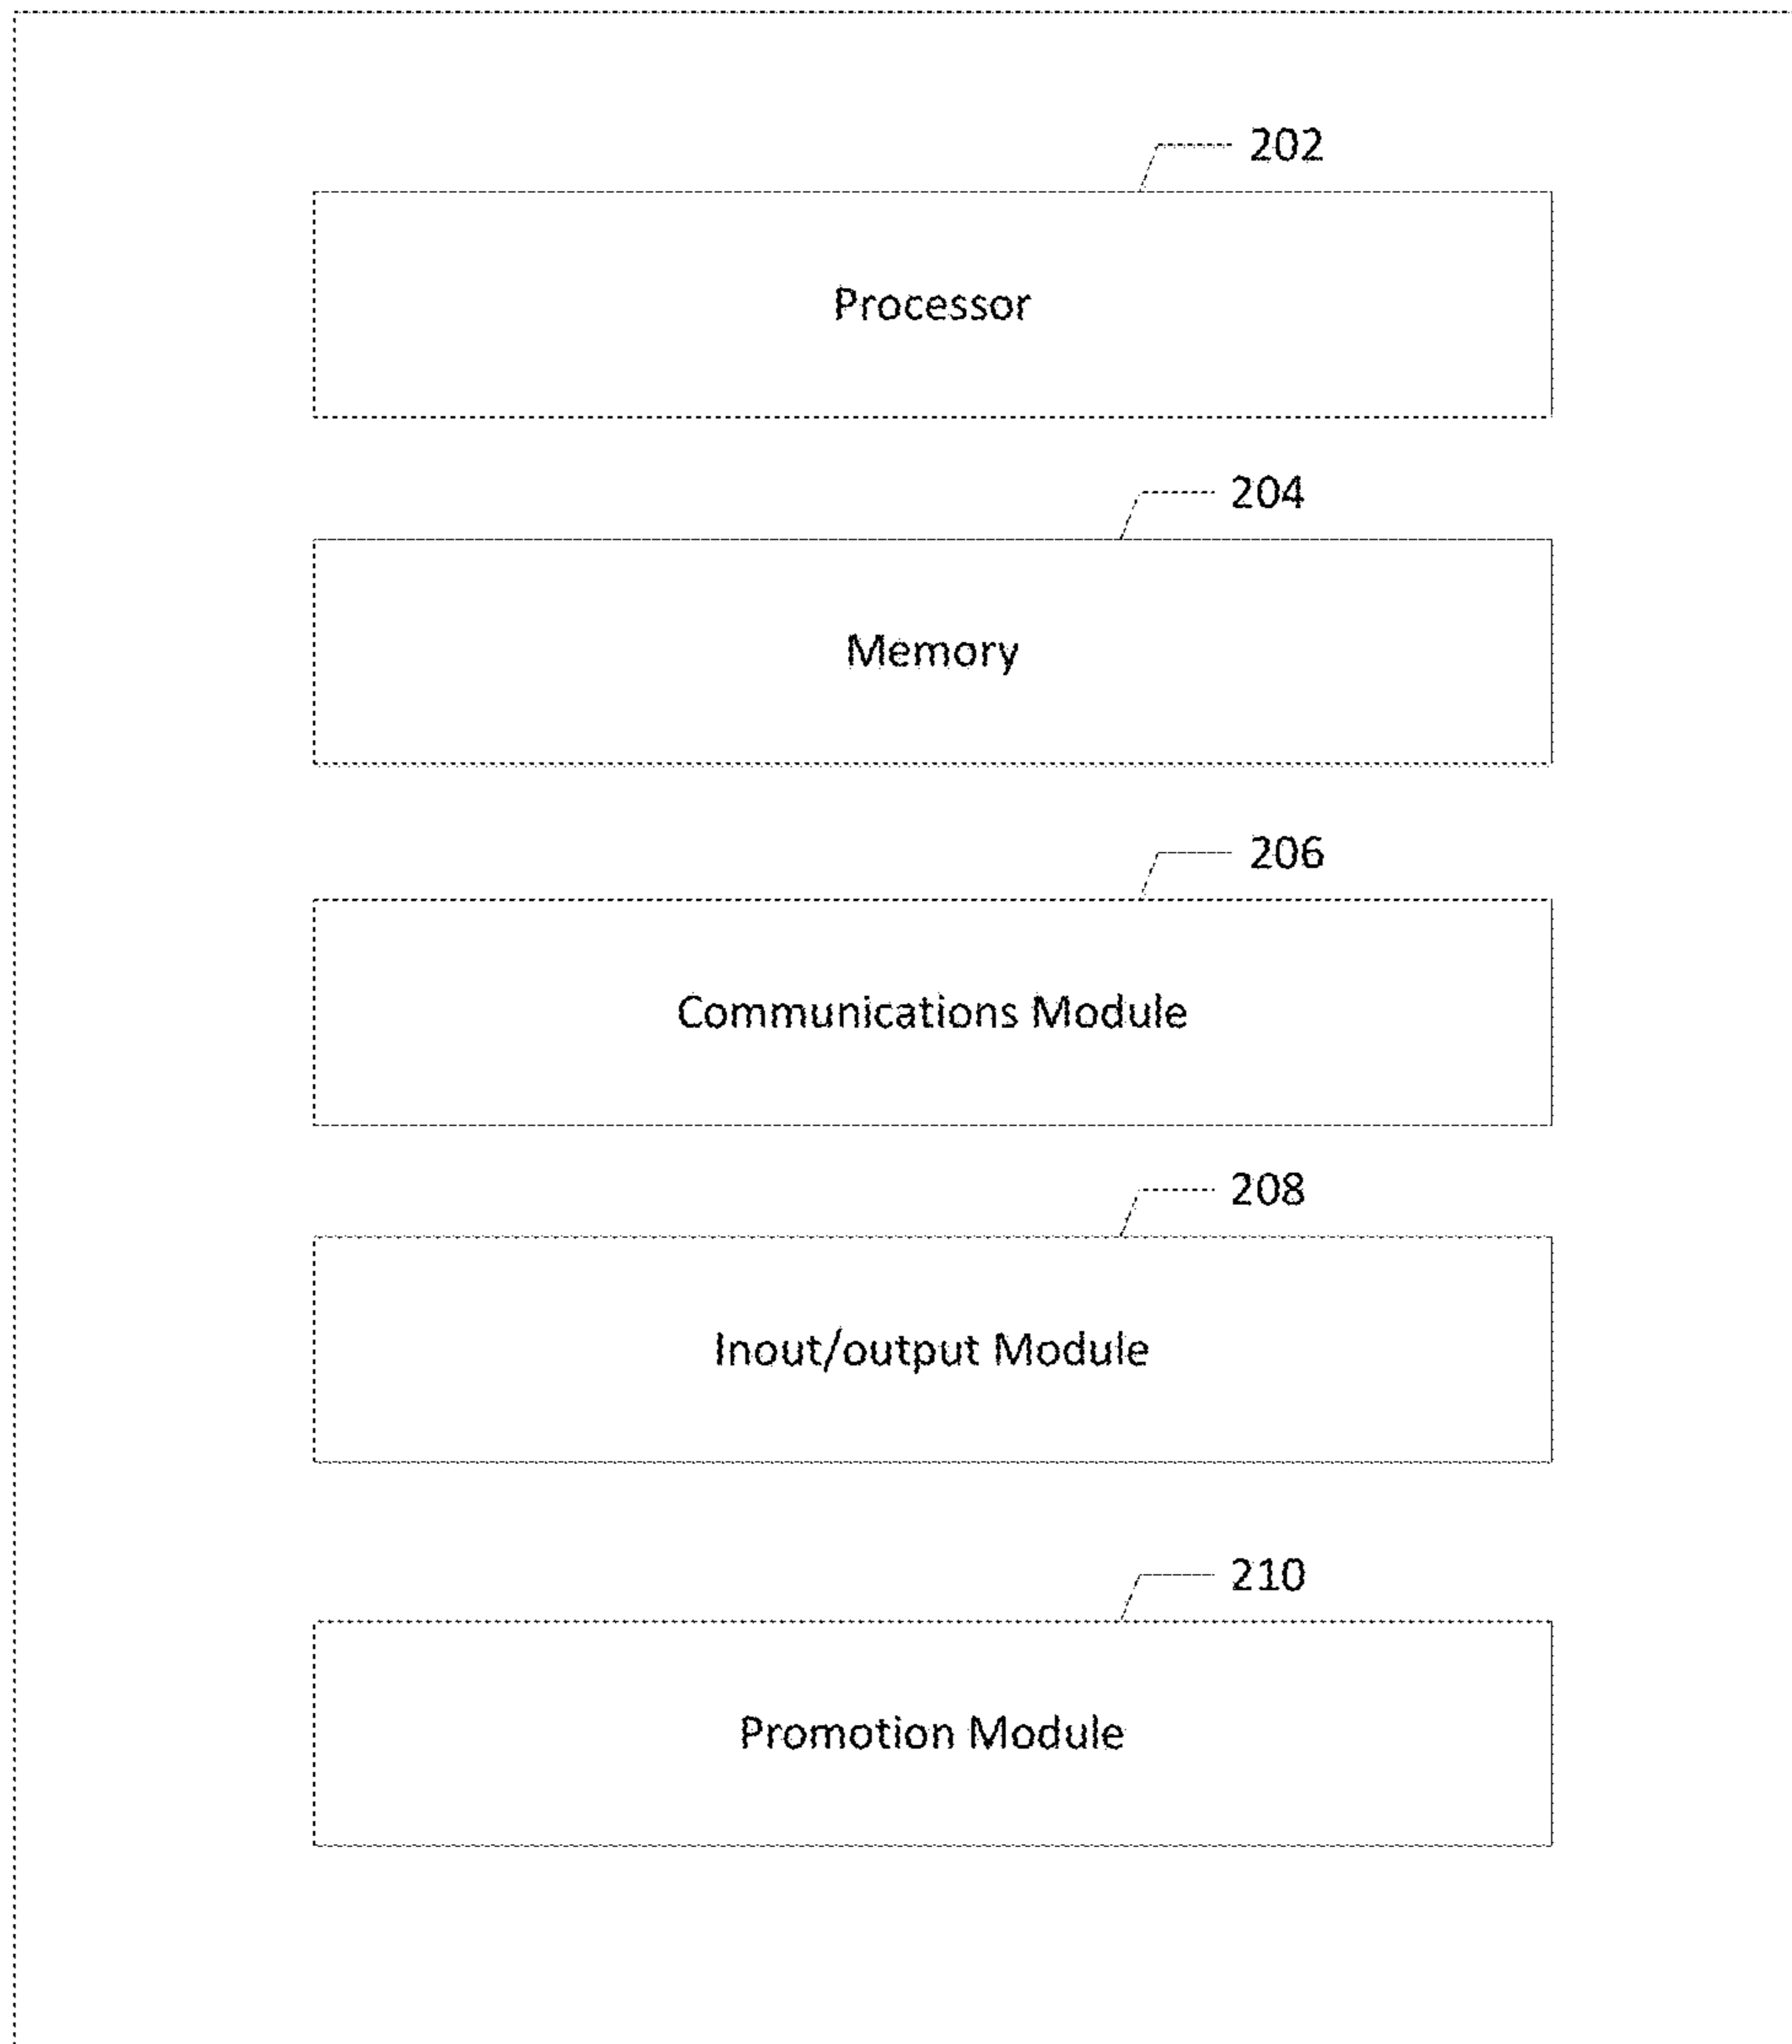 202
Processor
204
Memory
206
Communications Module
208
Inout/output Module
210
Promotion Module